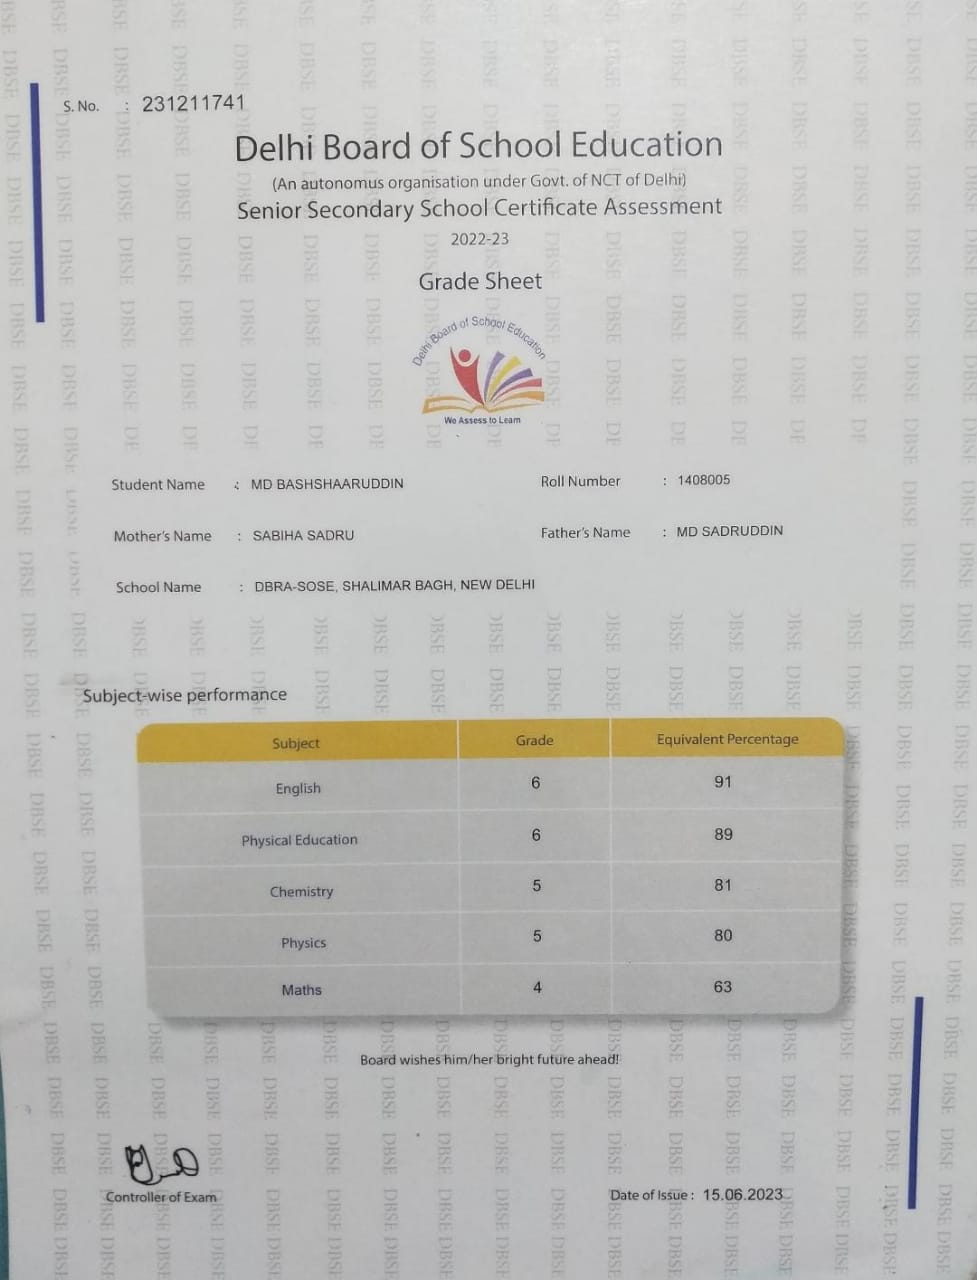 S. No. : 231211741
Delhi Board of School Education
(An autonomus organisation under Govt. of NCT of Delhi)
Senior Secondary School Certificate Assessment
2022-23
Grade Sheet
Delhi Board of School Education
We Assess to Learn
Student Name : MD BASHSHAARUDDIN Roll Number : 1408005
Mother's Name : SABIHA SADRU Father's Name : MD SADRUDDIN
School Name : DBRA-SOSE, SHALIMAR BAGH, NEW DELHI
Subject-wise performance
Subject Grade Equivalent Percentage
English 6 91
Physical Education 6 89
Chemistry 5 81
Physics 5 80
Maths 4 63
Board wishes him/her bright future ahead!
Controller of Exam Date of Issue : 15.06.2023